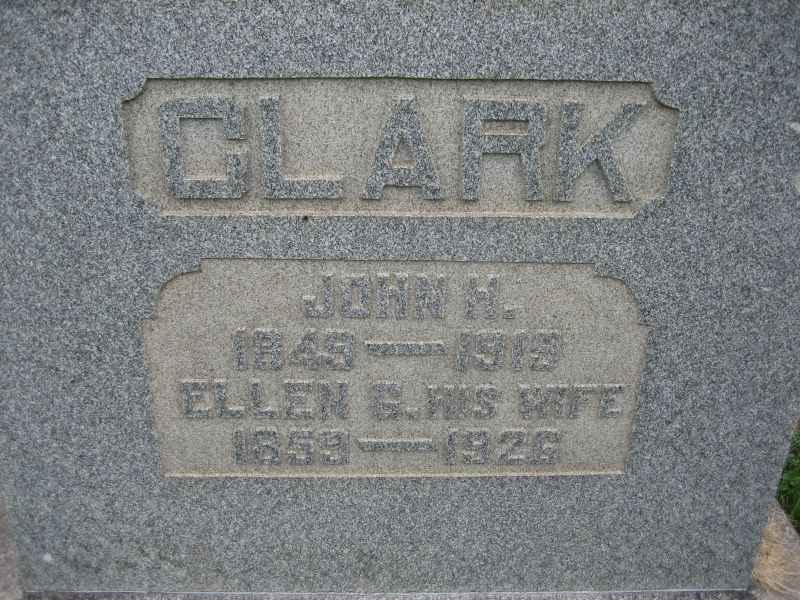 CLARK
JOHN H.
1849—1919
ELLEN G. HIS WIFE
1859—1926